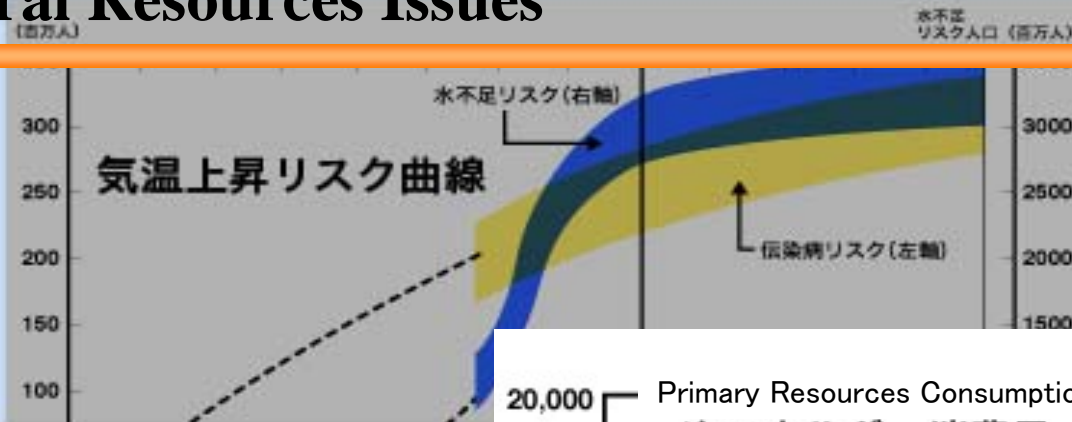 ral Resources Issues
(百万人)
水不足
リスク人口 (百万人)
水不足リスク(右軸)
300
3000
気温上昇リスク曲線
250
2500
伝染病リスク(左軸)
200
2000
150
1500
100
20,000
Primary Resources Consumptio